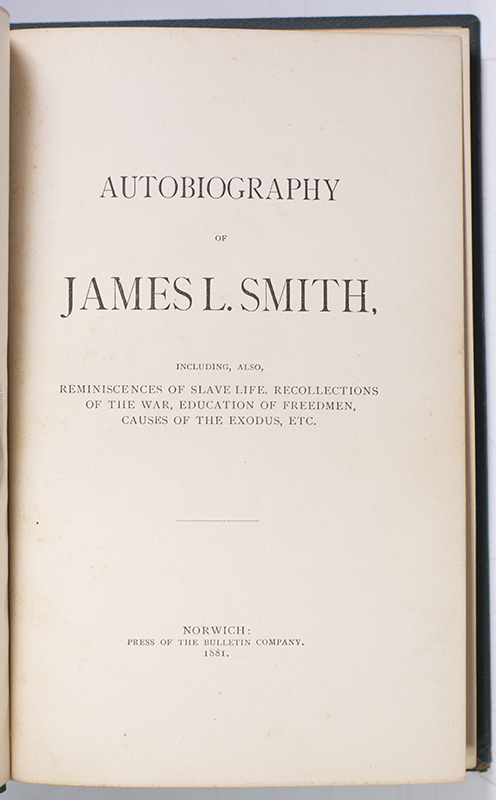 AUTOBIOGRAPHY
OF
JAMES L. SMITH,
INCLUDING, ALSO,
REMINISCENCES OF SLAVE LIFE. RECOLLECTIONS
OF THE WAR, EDUCATION OF FREEDMEN,
CAUSES OF THE EXODUS, ETC.
NORWICH:
PRESS OF THE BULLETIN COMPANY.
1881.